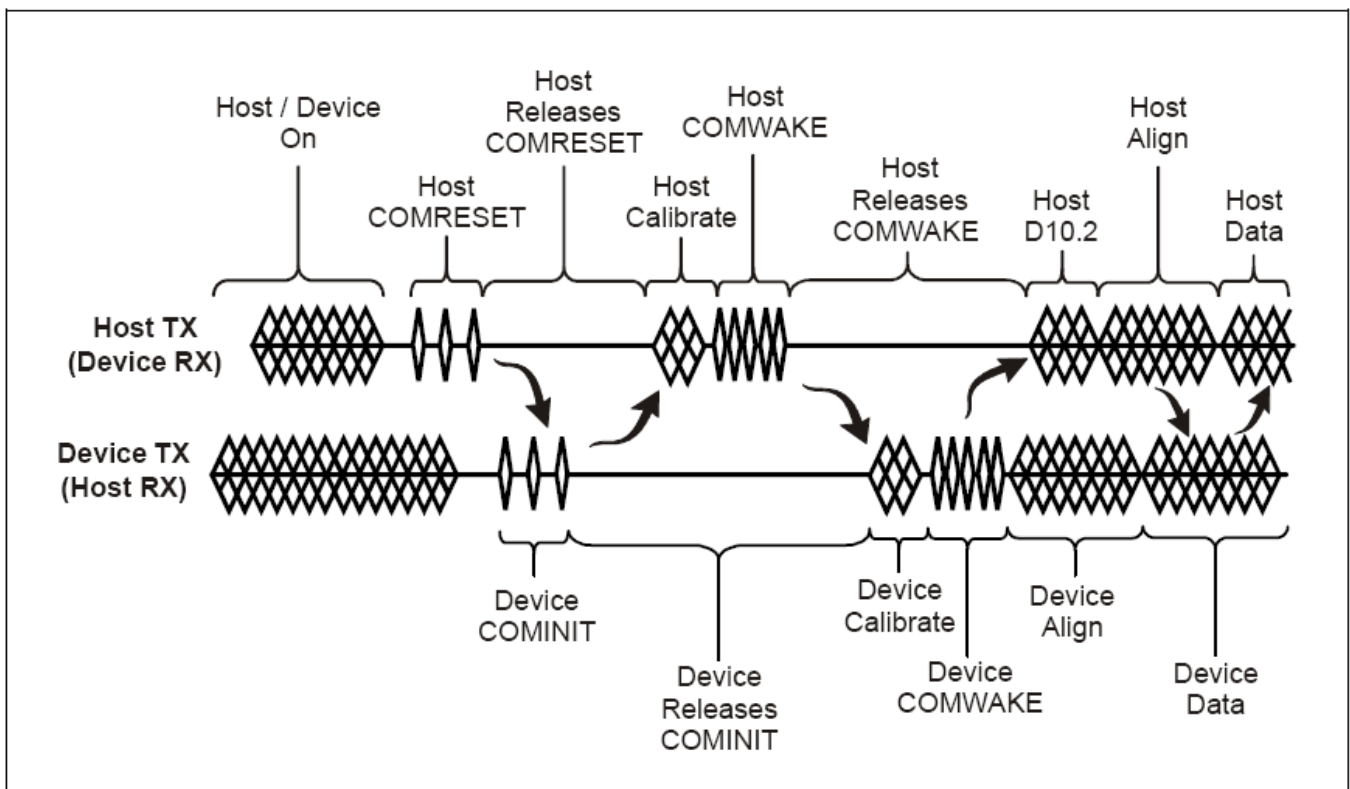 Host / Device
On
Host
COMRESET
Host
Releases
COMRESET
Host
Calibrate
Host
COMWAKE
Host
Releases
COMWAKE
Host
D10.2
Host
Align
Host
Data
Host TX
(Device RX)
Device TX
(Host RX)
Device
COMINIT
Device
Releases
COMINIT
Device
Calibrate
Device
COMWAKE
Device
Align
Device
Data